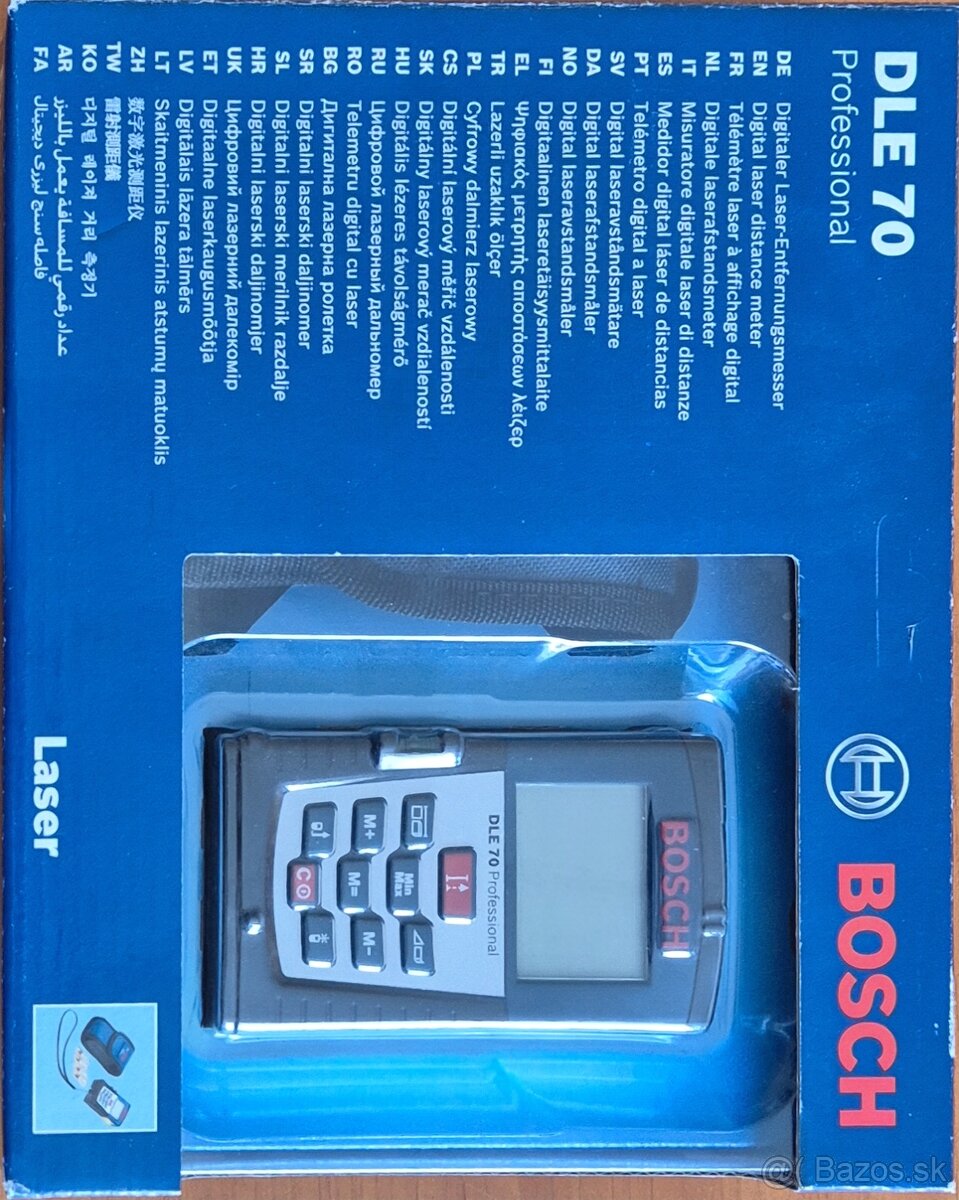 DLE 70
Professional
BOSCH
DE Digitaler Laser-Entfernungsmesser
EN Digital laser distance meter
FR Télémètre laser à affichage digital
NL Digitale laserafstandsmeter
IT Misuratore digitale laser di distanze
ES Medidor digital láser de distancias
PT Telémetro digital a laser
SV Digital laseravståndsmätare
DA Digital laserafstandsmåler
NO Digital laseravstandsmåler
FI Digitaalinen laseretäisyysmittalaite
EL Ψηφιακός μετρητής αποστάσεων λέιζερ
TR Lazerli uzaklık ölçer
PL Cyfrowy dalmierz laserowy
CS Digitální laserový měřič vzdálenosti
SK Digitálny laserový merač vzdialeností
HU Digitális lézeres távolságmérő
RU Цифровой лазерный дальномер
RO Telemetru digital cu laser
BG Дигитална лазерна ролетка
SR Digitalni laserski daljinomer
SL Digitalni laserski merilnik razdalje
HR Digitalni laserski daljinomjer
UK Цифровий лазерний далекомір
ET Digitaalne laserkaugusmõõtja
LV Digitālais lāzera tālmērs
LT Skaitmeninis lazerinis atstumų matuoklis
ZH 数字激光测距仪
TW 雷射測距儀
KO 디지털 레이저 거리 측정기
AR عداد رقمي للمسافة يعمل بالليزر
FA فاصله سنج لیزری دیجیتال
BOSCH
DLE 70 Professional
Min
Max
M+
M=
M-
C
Laser
Bazos.sk